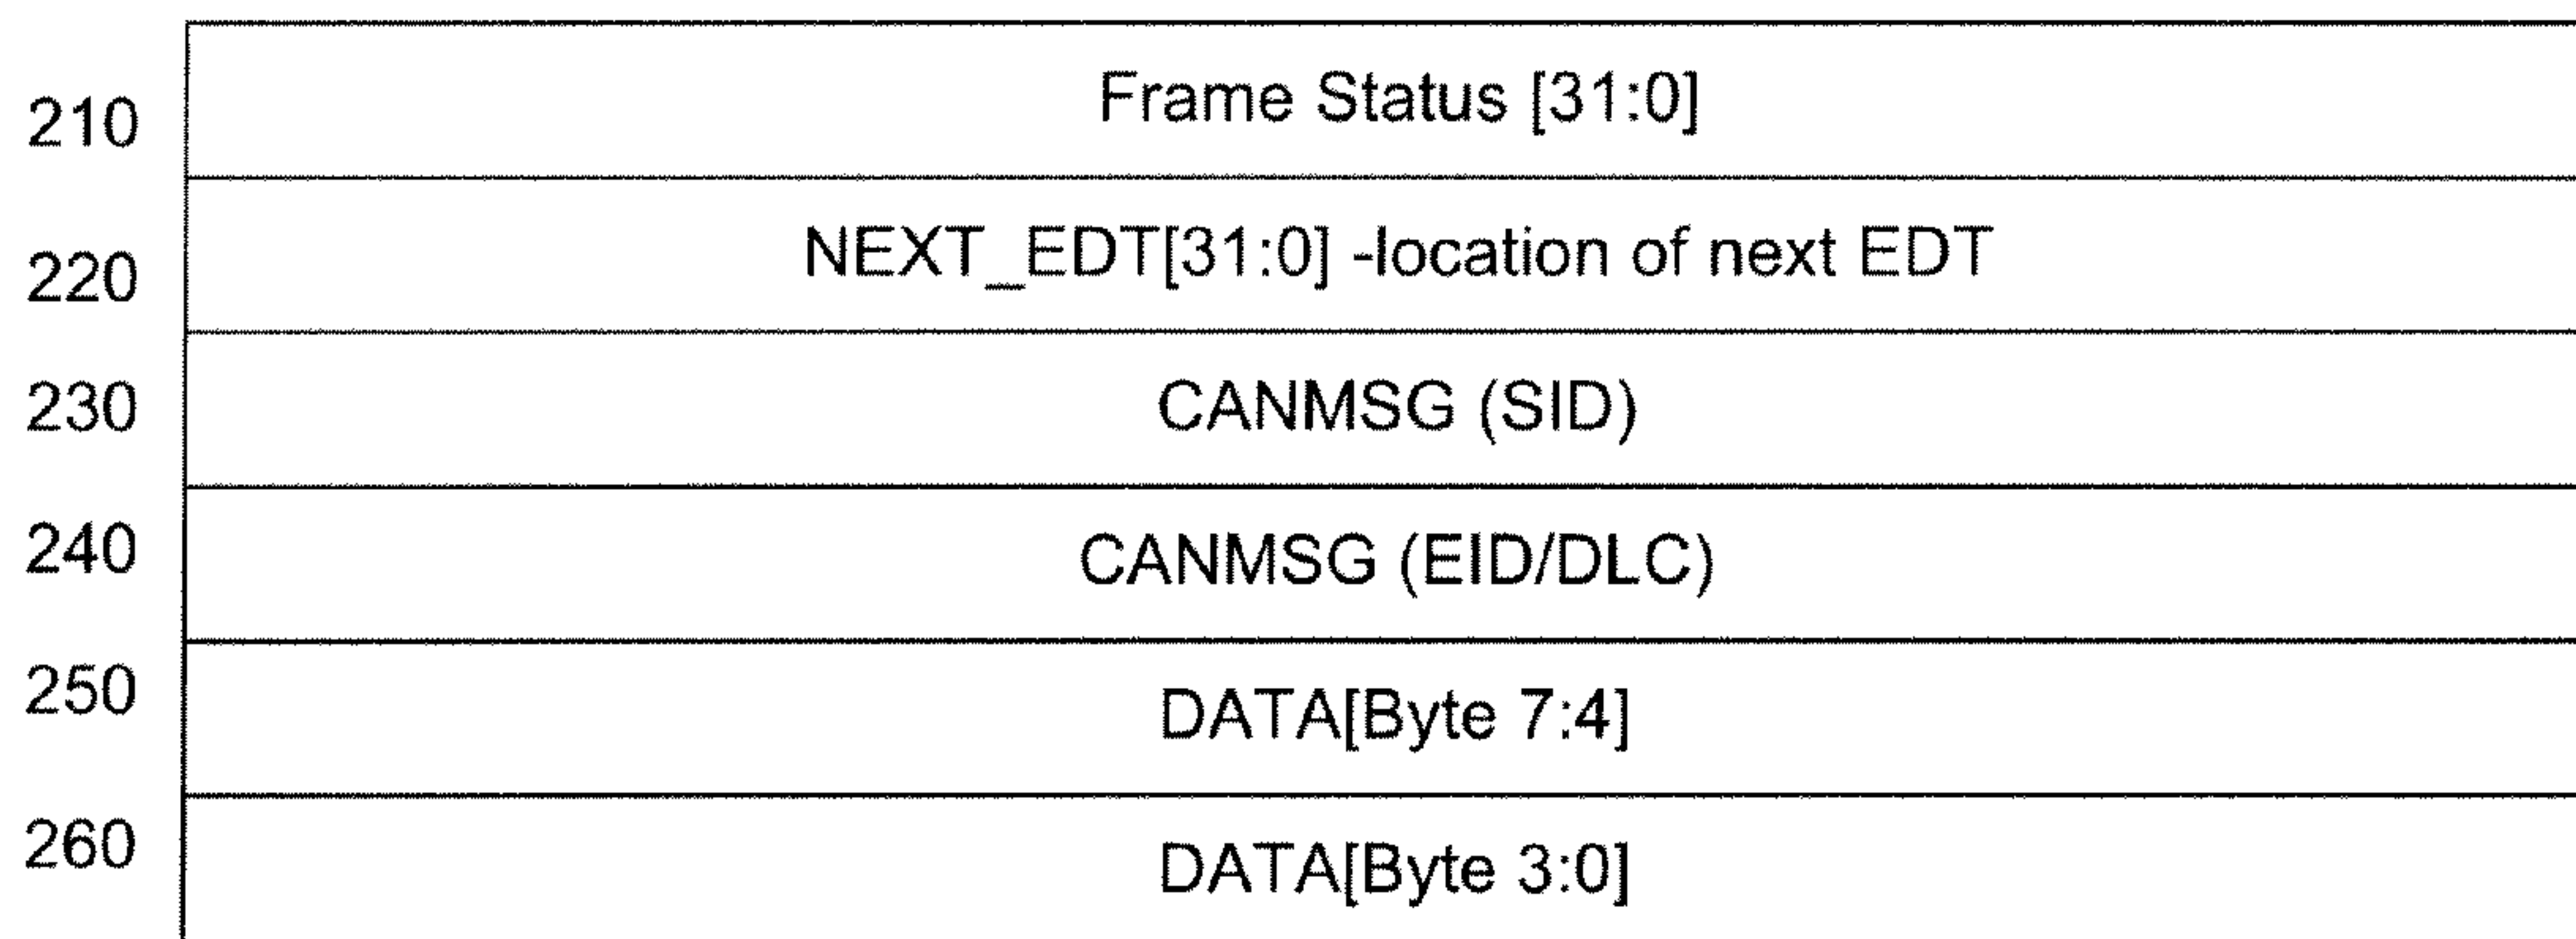 210 Frame Status [31:0]
220 NEXT_EDT[31:0] -location of next EDT
230 CANMSG (SID)
240 CANMSG (EID/DLC)
250 DATA[Byte 7:4]
260 DATA[Byte 3:0]